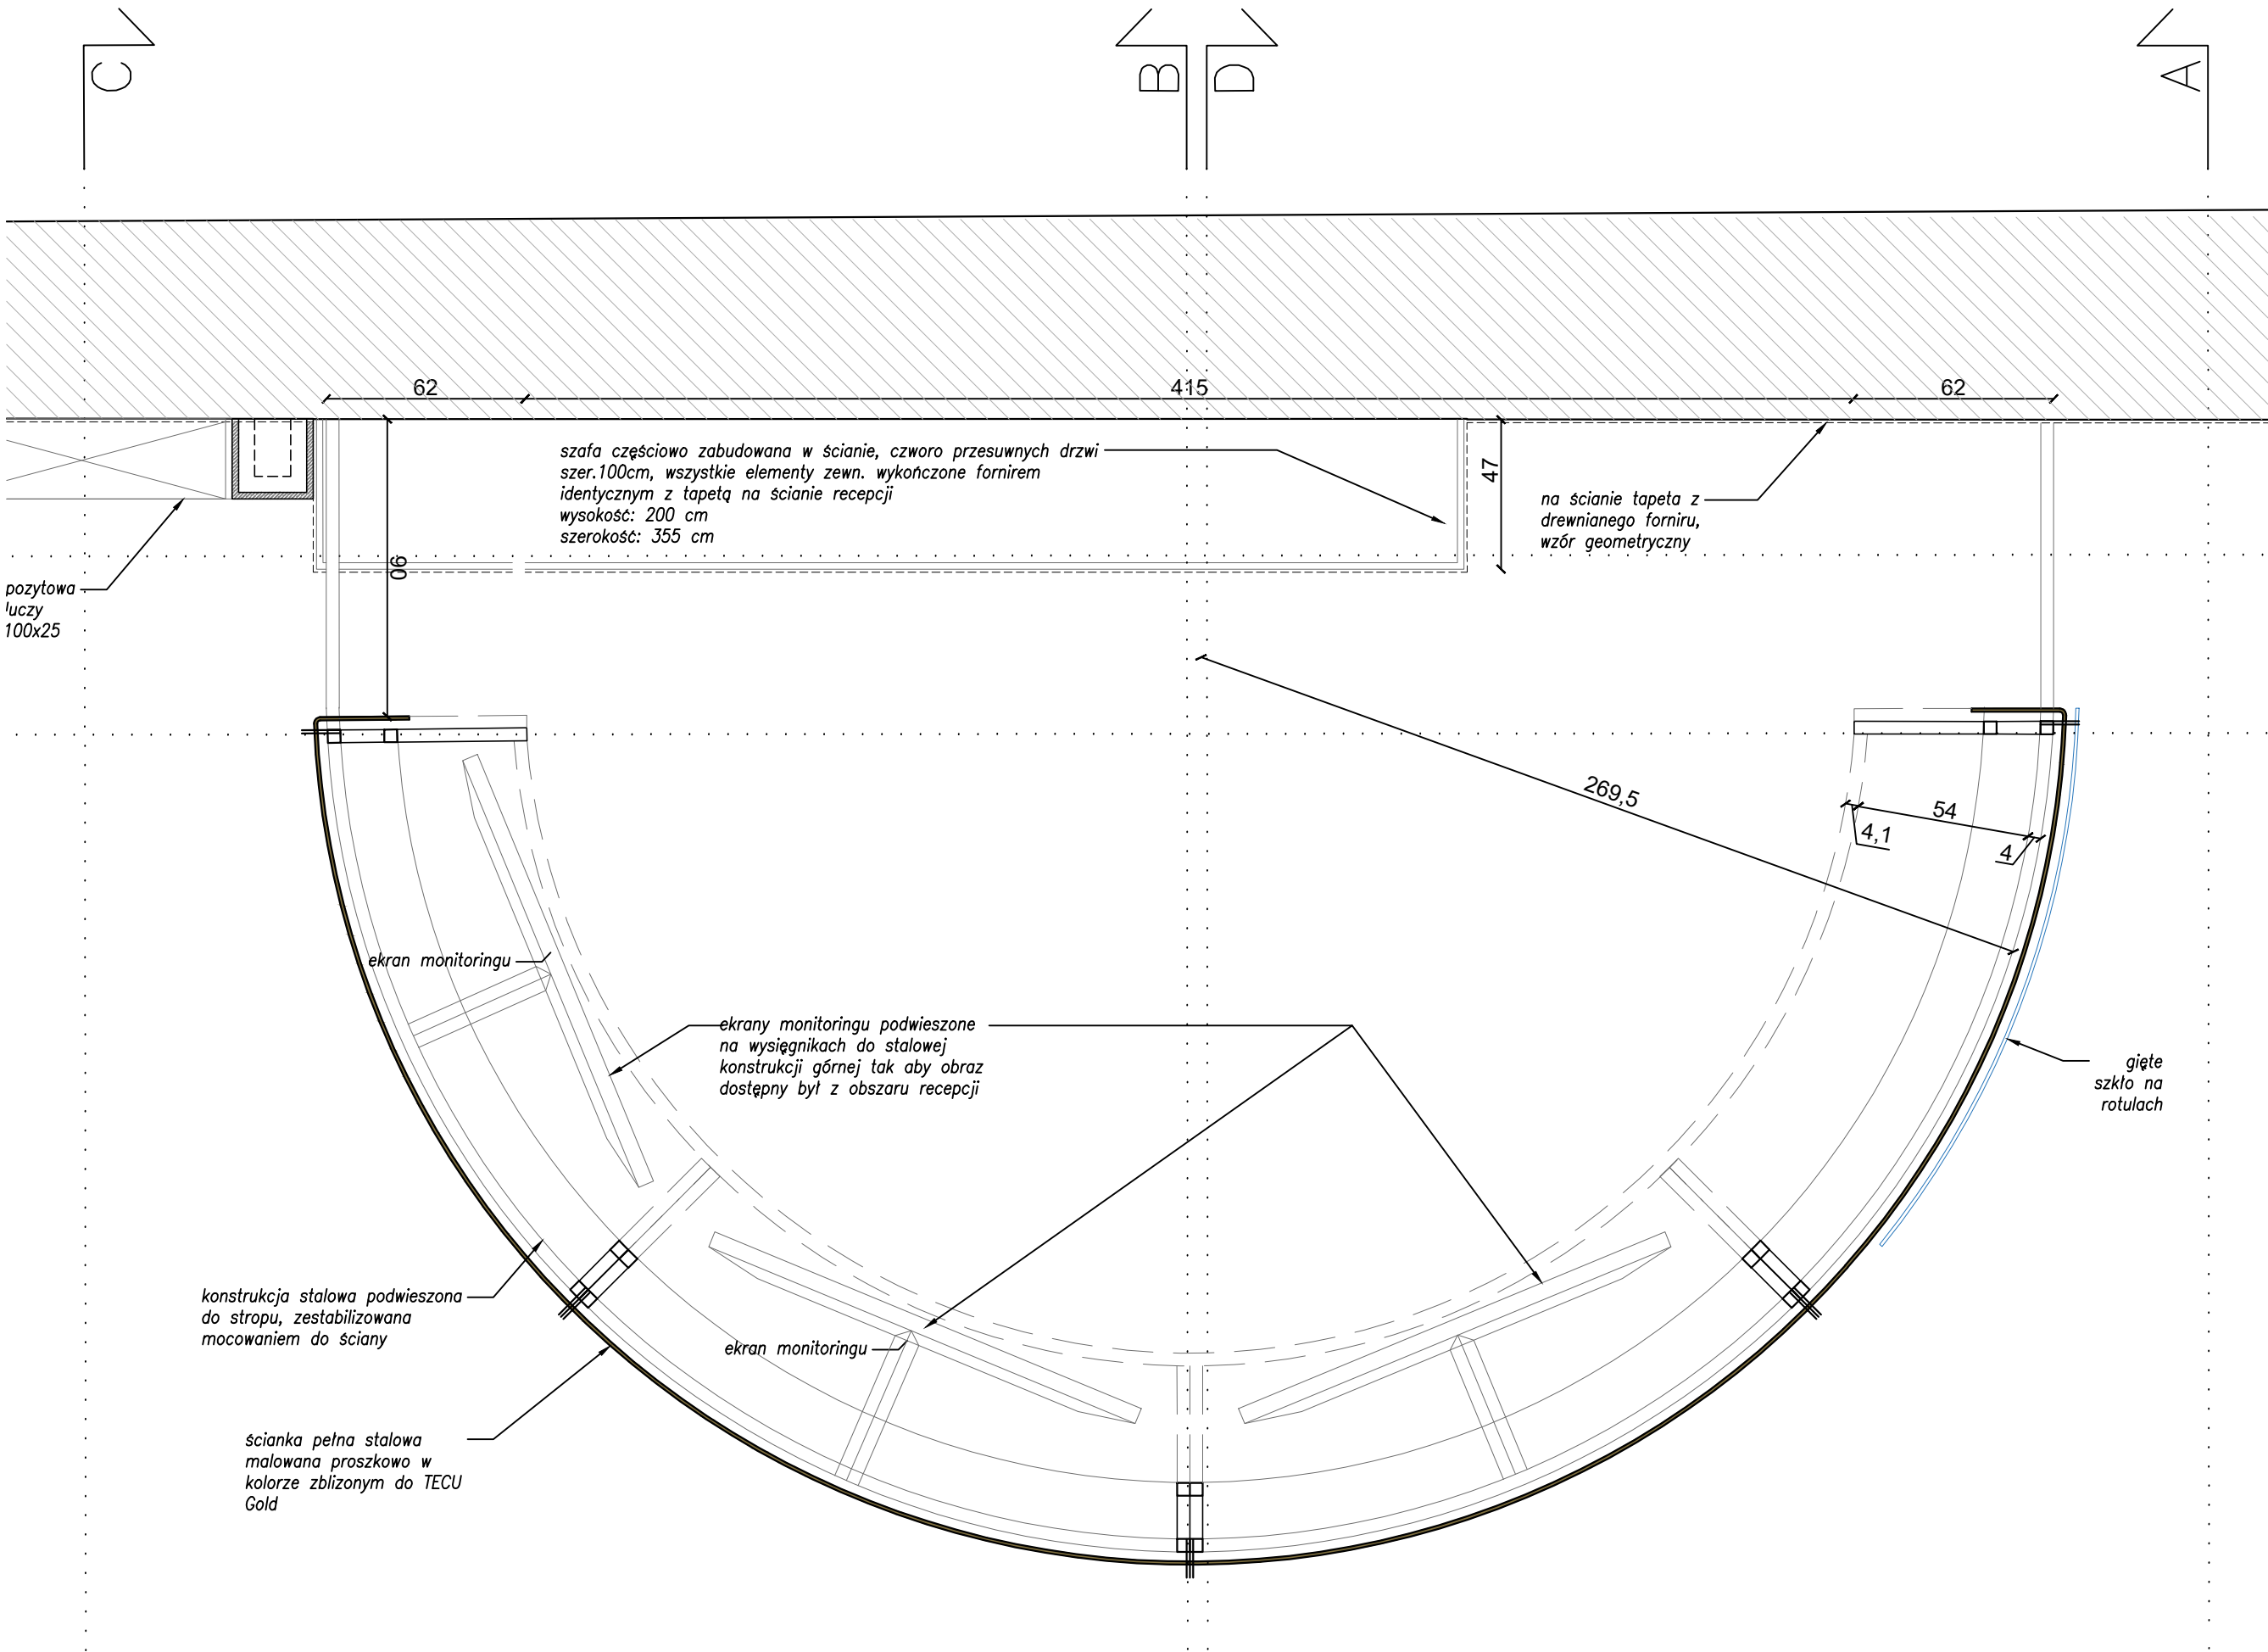 C
B
D
A
62
415
62
szafa częściowo zabudowana w ścianie, czworo przesuwnych drzwi
szer.100cm, wszystkie elementy zewn. wykończone fornirem
identycznym z tapetą na ścianie recepcji
wysokość: 200 cm
szerokość: 355 cm
47
na ścianie tapeta z
drewnianego forniru,
wzór geometryczny
90
pozytowa
luczy
100x25
269,5
54
4,1
4
ekran monitoringu
ekrany monitoringu podwieszone
na wysięgnikach do stalowej
konstrukcji górnej tak aby obraz
dostępny był z obszaru recepcji
gięte
szkło na
rotulach
konstrukcja stalowa podwieszona
do stropu, zestabilizowana
mocowaniem do ściany
ekran monitoringu
ścianka pełna stalowa
malowana proszkowo w
kolorze zblizonym do TECU
Gold